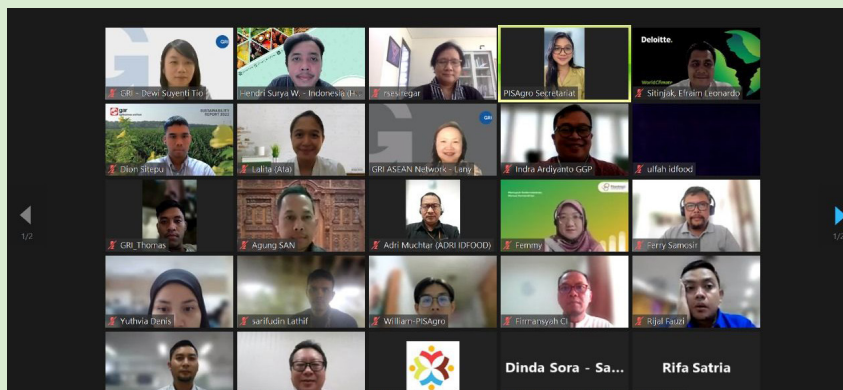 GRI
Deloitte.
GRI - Dewi Suyenti Tio
Hendri Surya W. - Indonesia (H...
rsesiregar
PISAgro Secretariat
Sitinjak, Efraim Leonardo
gar
GRI
Dion Sitepu
Lalita (Ata)
GRI ASEAN Network - Lany
Indra Ardiyanto GGP
ulfah idfood
1/2
1/2
GRI_Thomas
Agung SAN
Adri Muchtar (ADRI IDFOOD)
Femmy
Ferry Samosir
Yuthvia Denis
sarifudin Lathif
William-PISAgro
Firmansyah CI
Rijal Fauzi
Dinda Sora - Sa...
Rifa Satria